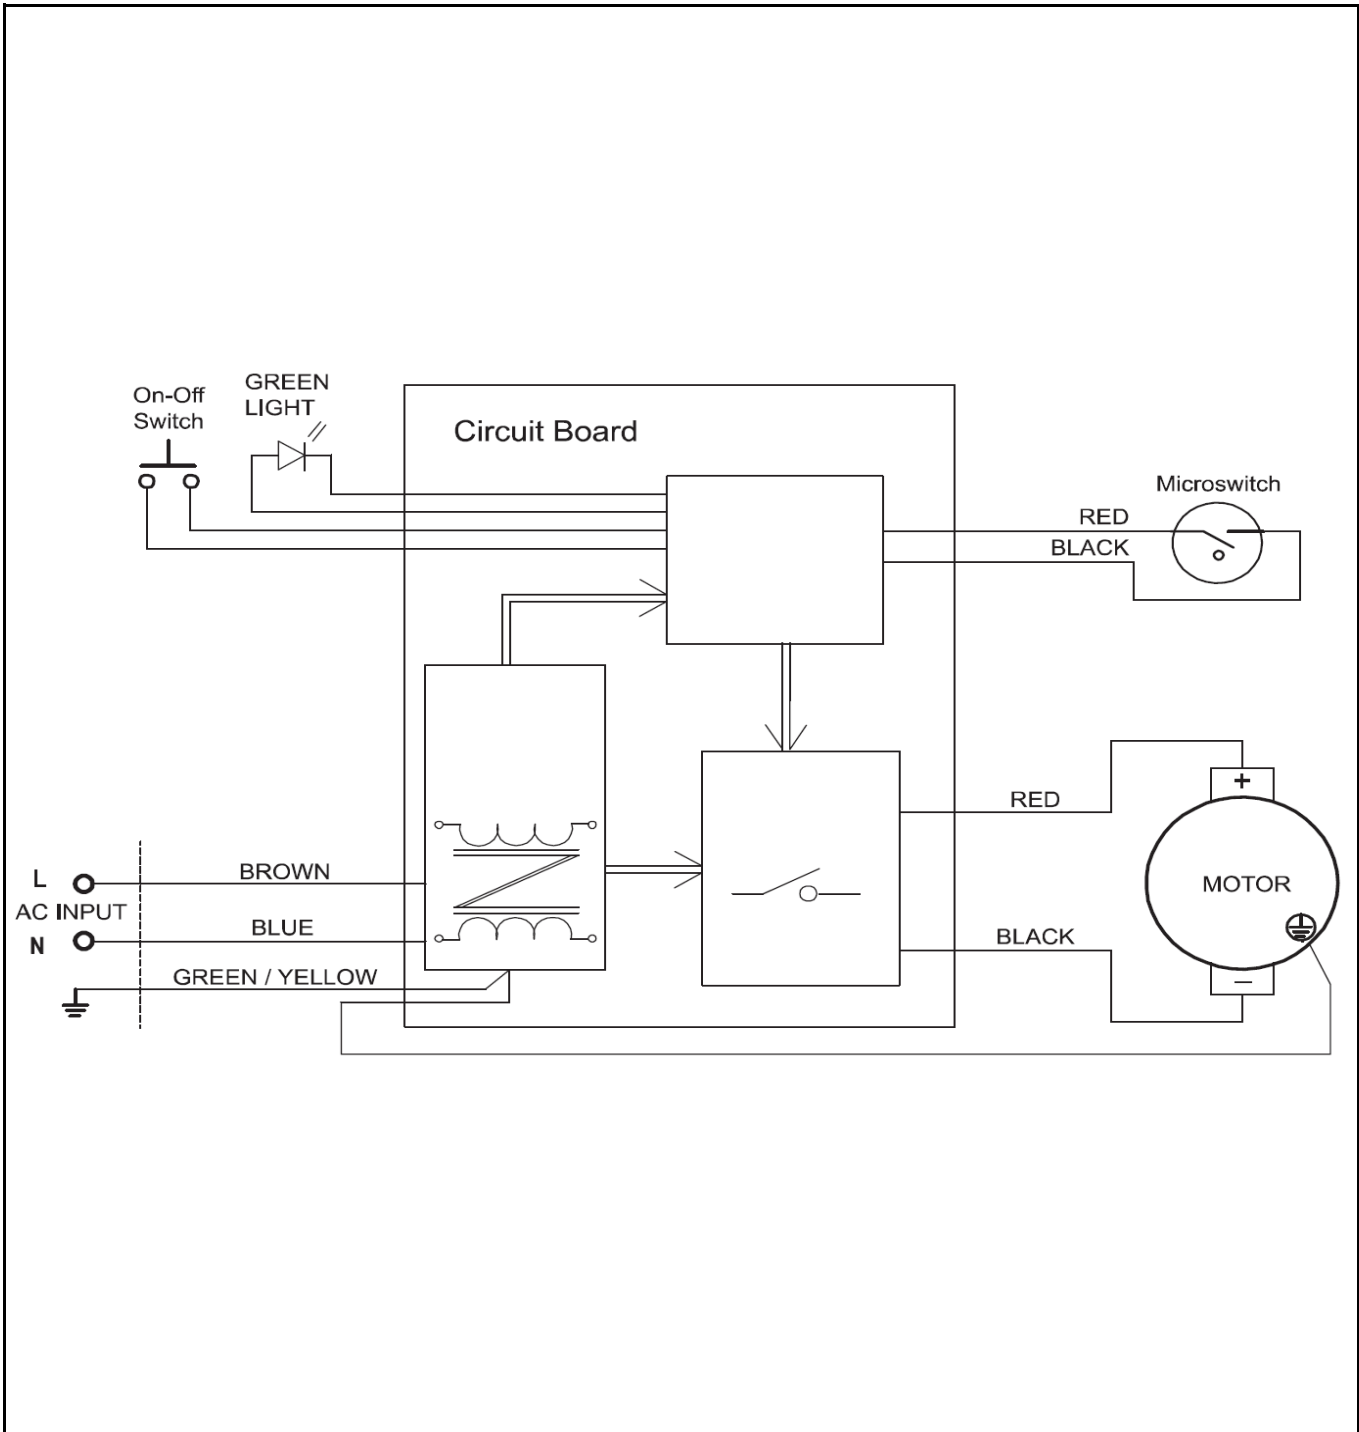 On-Off
Switch
GREEN
LIGHT
Circuit Board
Microswitch
RED
BLACK
RED
+
MOTOR
BLACK
−
L
BROWN
AC INPUT
N
BLUE
GREEN / YELLOW